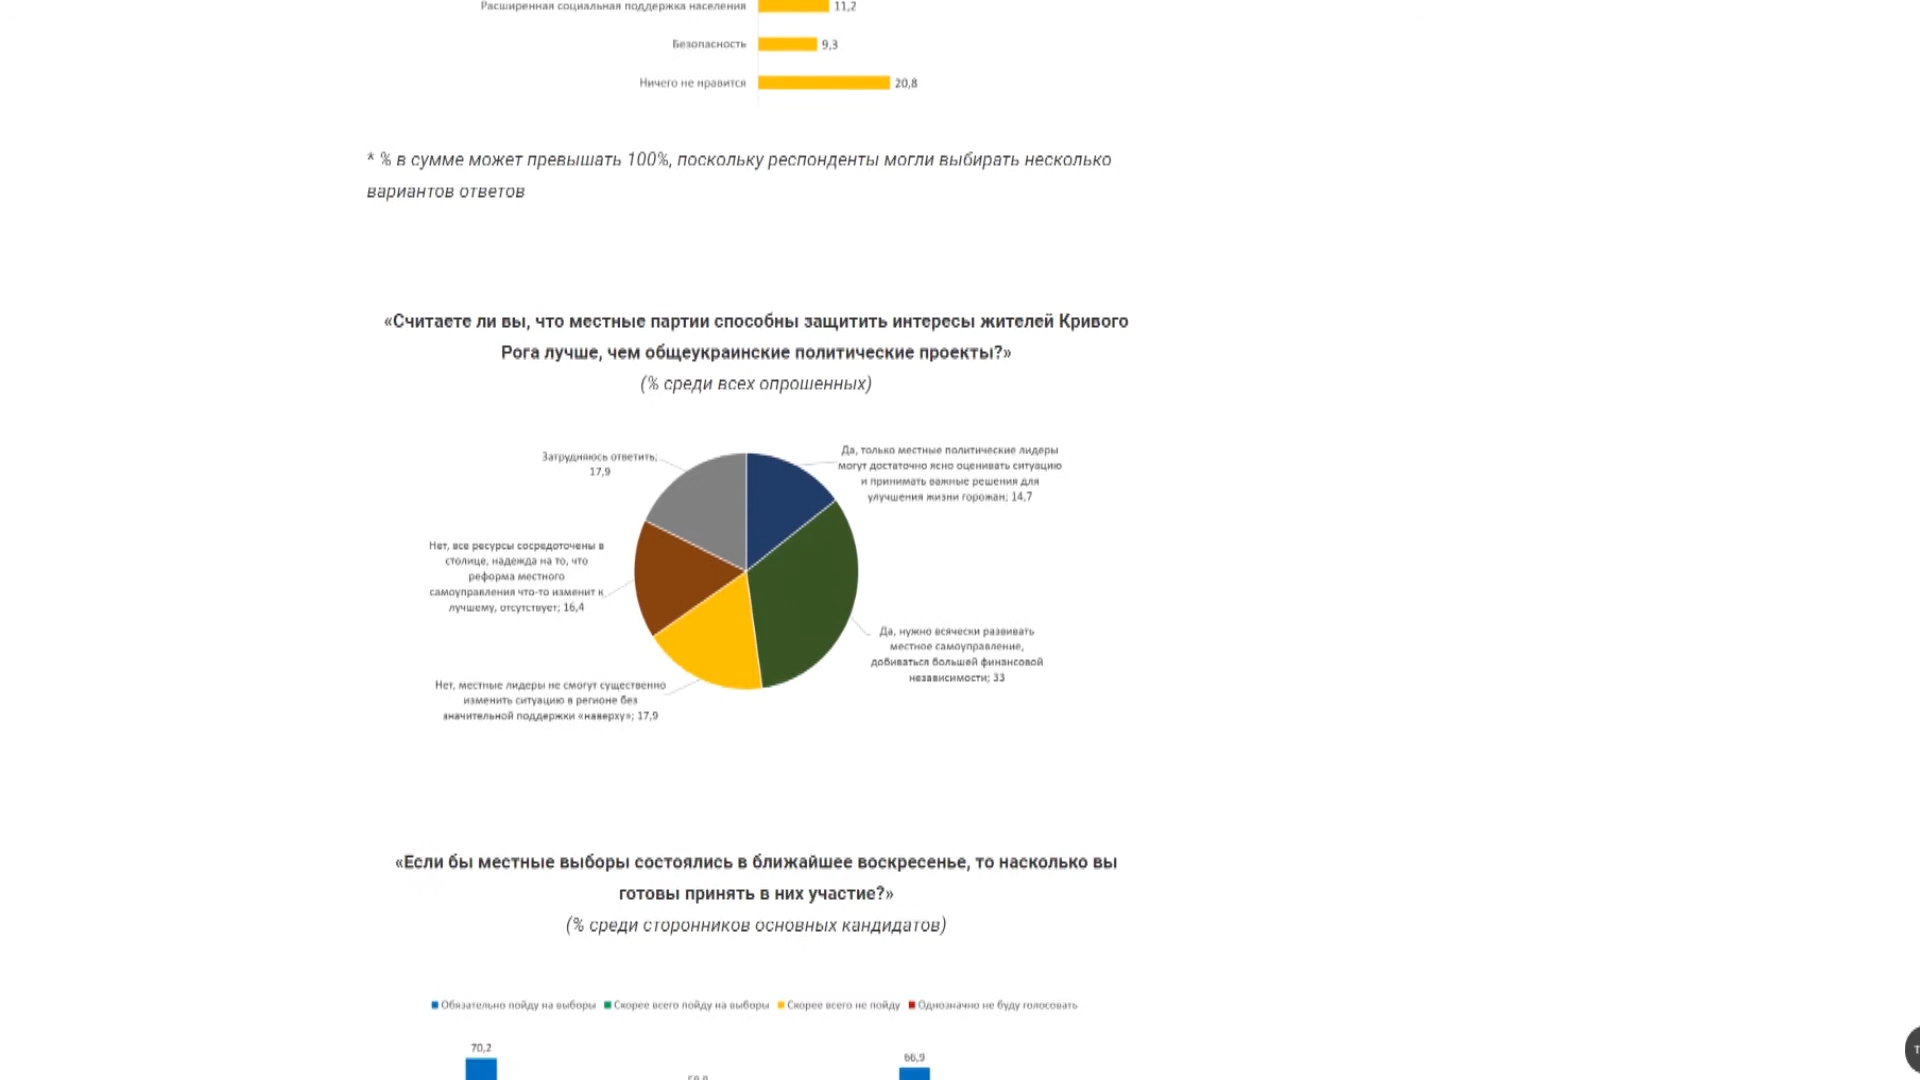 Расширенная социальная поддержка населения 11,2
Безопасность 9,3
Ничего не нравится 20,8
* % в сумме может превышать 100%, поскольку респонденты могли выбирать несколько
вариантов ответов
«Считаете ли вы, что местные партии способны защитить интересы жителей Кривого
Рога лучше, чем общеукраинские политические проекты?»
(% среди всех опрошенных)
Затрудняюсь ответить;
17,9
Да, только местные политические лидеры
могут достаточно ясно оценивать ситуацию
и принимать важные решения для
улучшения жизни горожан; 14,7
Нет, все ресурсы сосредоточены в
столице, надежда на то, что
реформа местного
самоуправления что-то изменит к
лучшему, отсутствует; 16,4
Да, нужно всячески развивать
местное самоуправление,
добиваться большей финансовой
независимости; 33
Нет, местные лидеры не смогут существенно
изменить ситуацию в регионе без
значительной поддержки «наверху»; 17,9
«Если бы местные выборы состоялись в ближайшее воскресенье, то насколько вы
готовы принять в них участие?»
(% среди сторонников основных кандидатов)
Обязательно пойду на выборы Скорее всего пойду на выборы Скорее всего не пойду Однозначно не буду голосовать
70,2
66,9